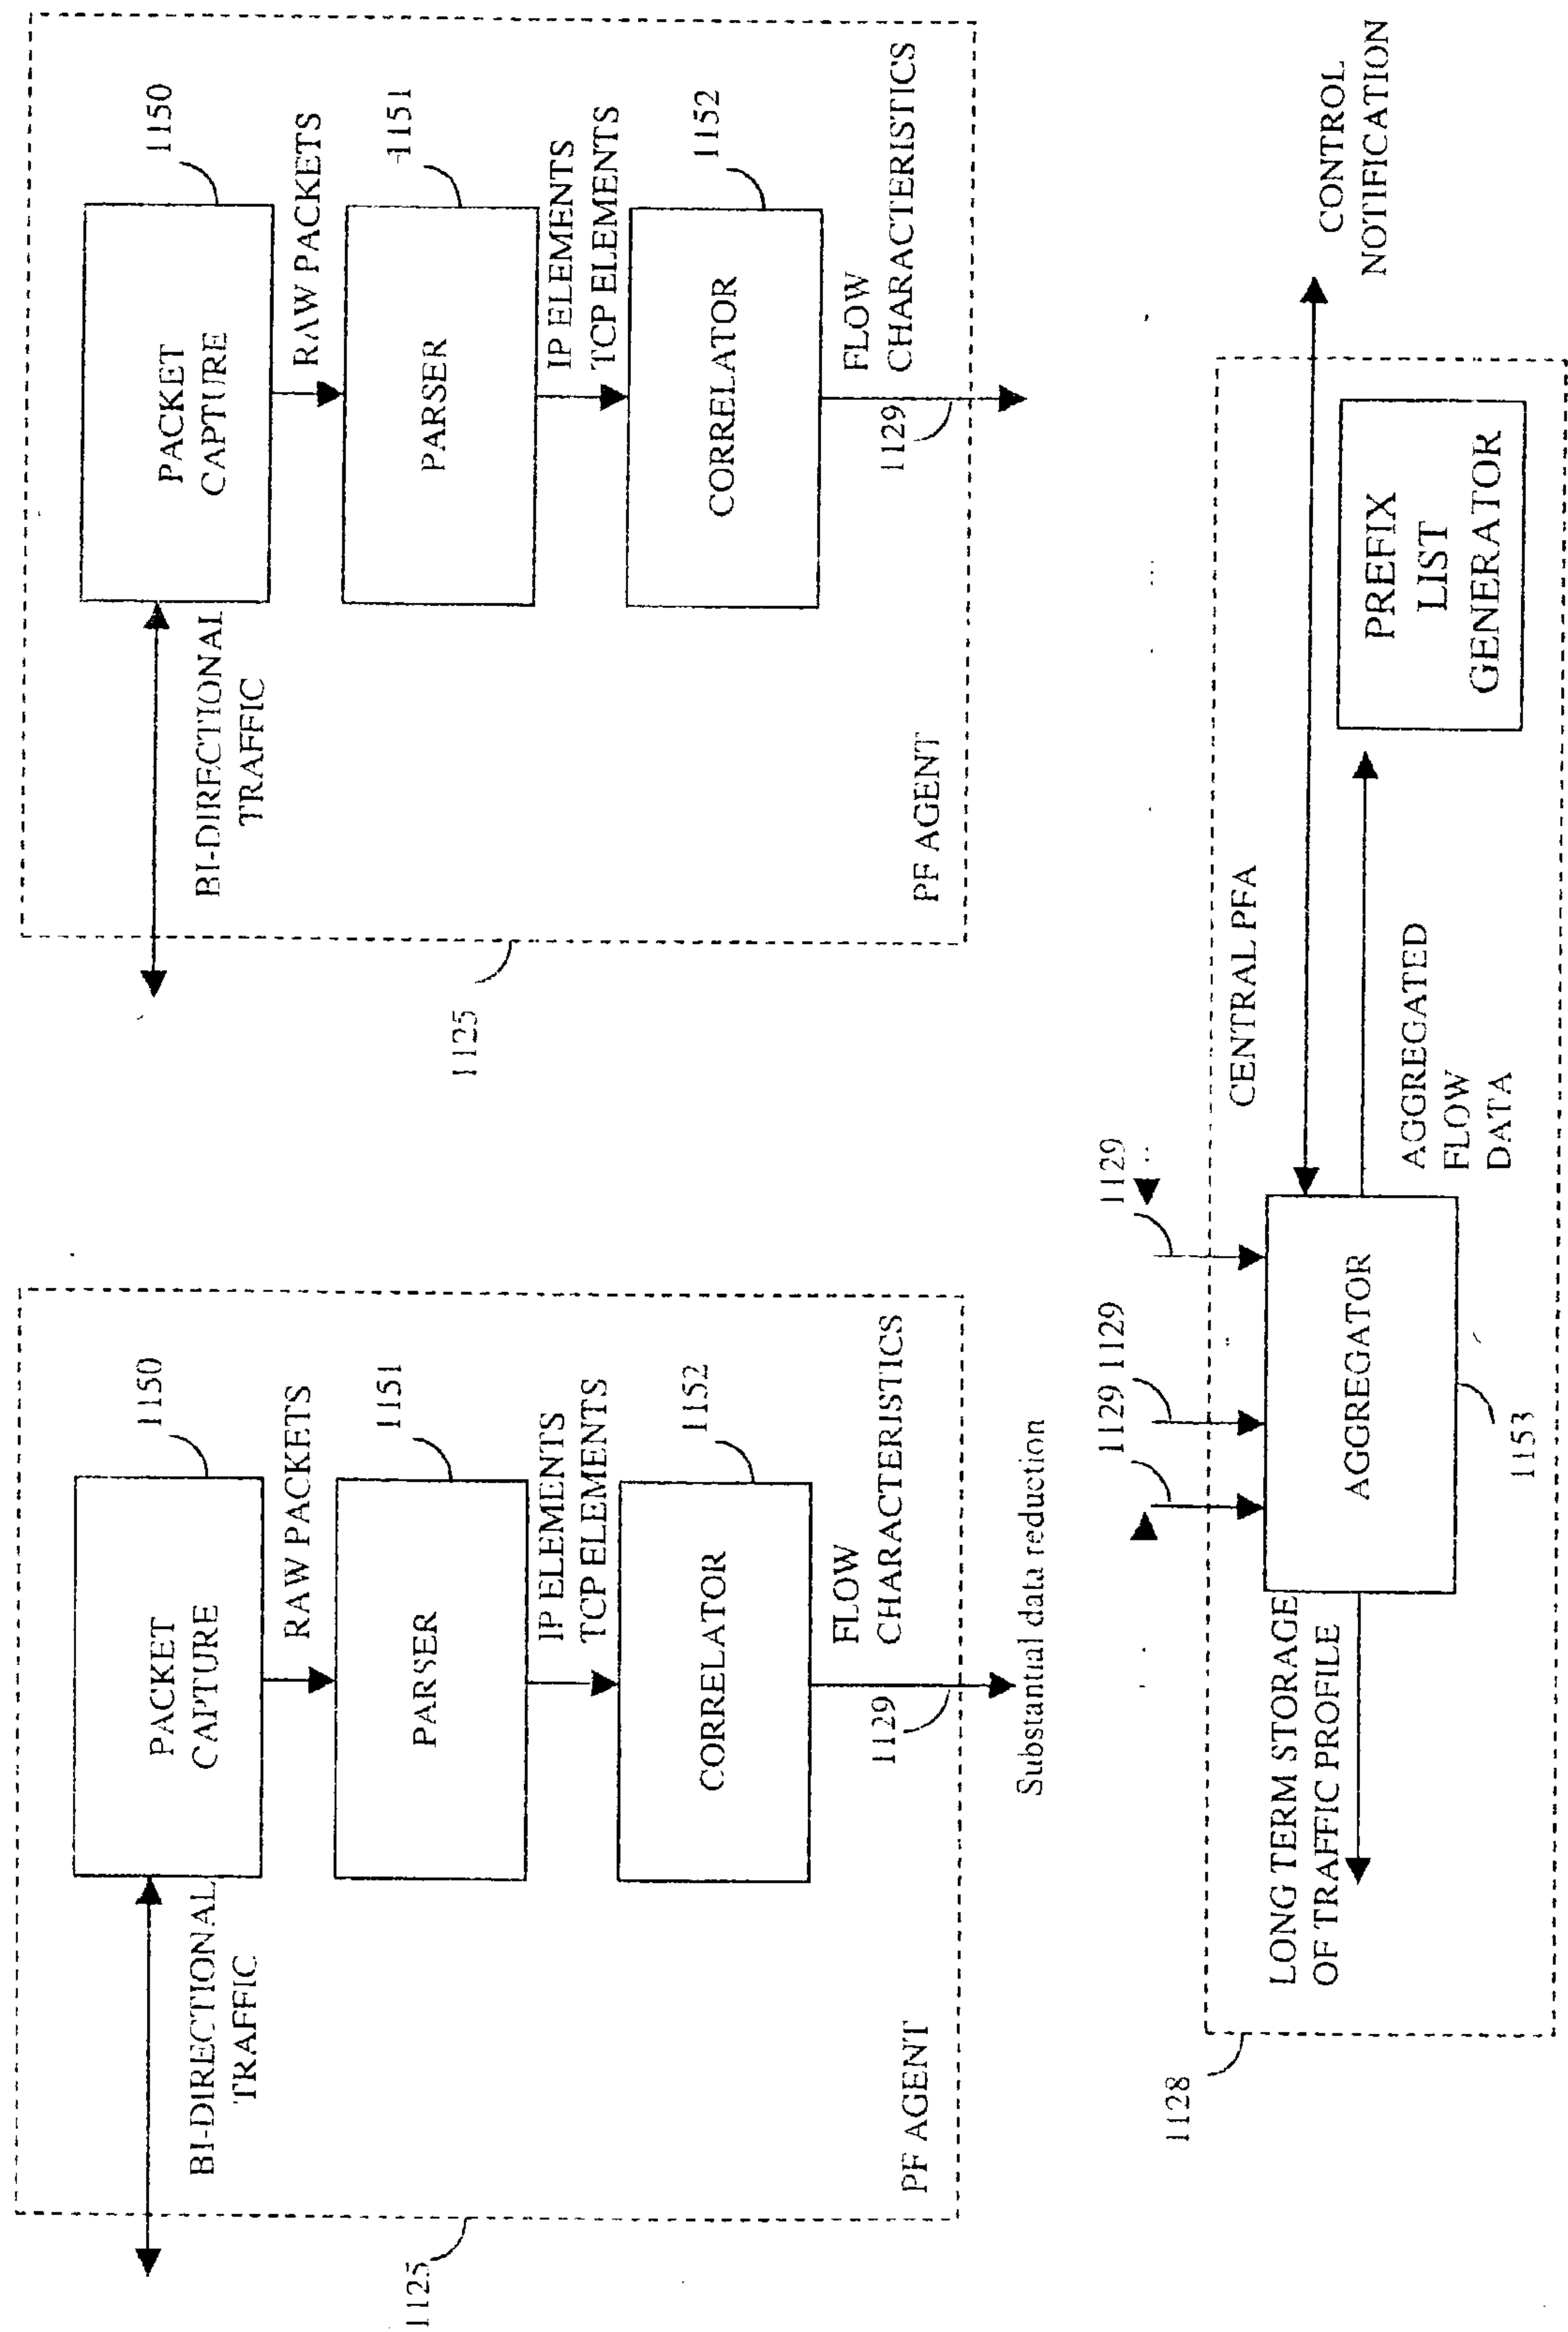 1125
BI-DIRECTIONAL
TRAFFIC
PACKET
CAPTURE
1150
RAW PACKETS
PARSER
1151
IP ELEMENTS
TCP ELEMENTS
CORRELATOR
1152
FLOW
CHARACTERISTICS
1129
PF AGENT
Substantial data reduction
1125
BI-DIRECTIONAL
TRAFFIC
PACKET
CAPTURE
1150
RAW PACKETS
PARSER
1151
IP ELEMENTS
TCP ELEMENTS
CORRELATOR
1152
FLOW
CHARACTERISTICS
1129
PF AGENT
...
1128
1129 1129
1129
CENTRAL PFA
LONG TERM STORAGE
OF TRAFFIC PROFILE
AGGREGATOR
1153
AGGREGATED
FLOW
DATA
PREFIX
LIST
GENERATOR
CONTROL
NOTIFICATION